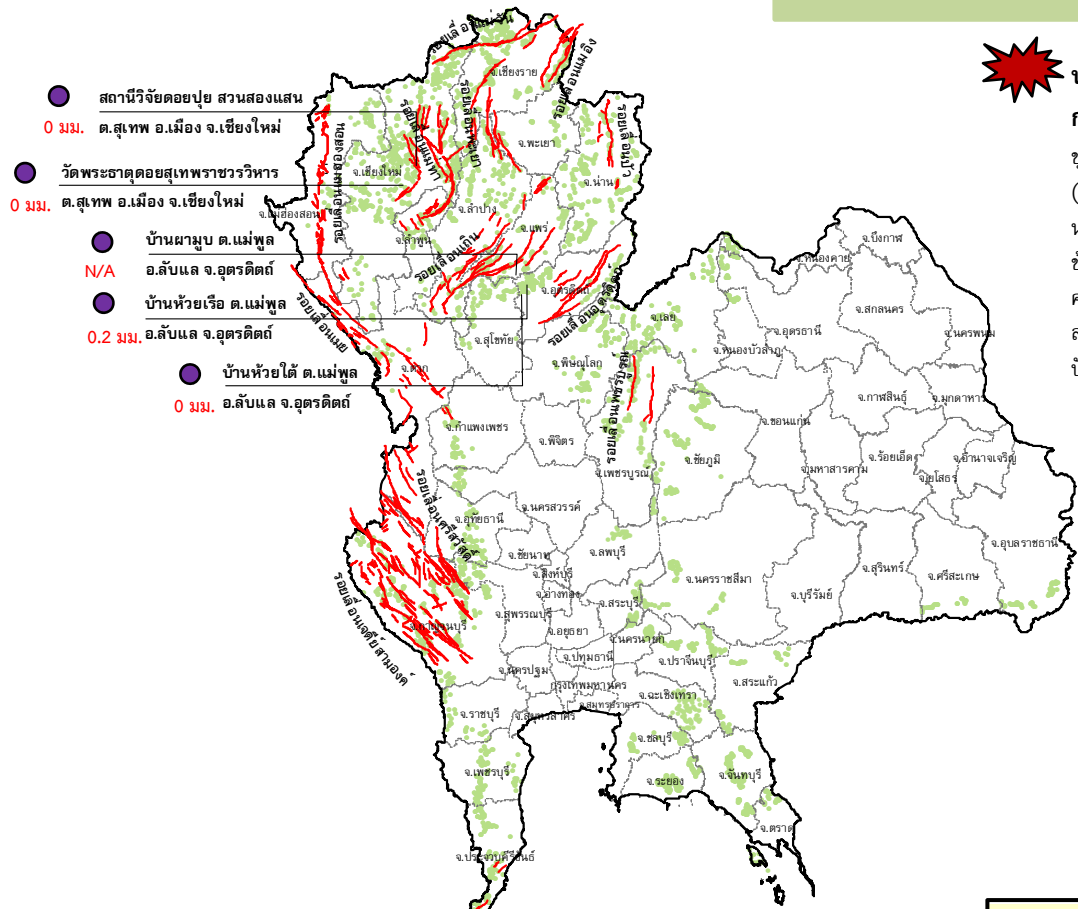 สถานีวิจัยดอยปุย สวนสองแสน
0 มม. ต.สุเทพ อ.เมือง จ.เชียงใหม่
วัดพระธาตุดอยสุเทพราชวรวิหาร
0 มม. ต.สุเทพ อ.เมือง จ.เชียงใหม่
บ้านผามูบ ต.แม่พูล
N/A อ.ลับแล จ.อุตรดิตถ์
บ้านห้วยเรือ ต.แม่พูล
0.2 มม. อ.ลับแล จ.อุตรดิตถ์
บ้านห้วยใต้ ต.แม่พูล
0 มม. อ.ลับแล จ.อุตรดิตถ์
รอยเลื่อนแม่จัน
รอยเลื่อนแม่อิง
รอยเลื่อนพะเยา
รอยเลื่อนแม่ทา
รอยเลื่อนปัว
รอยเลื่อนแม่ฮ่องสอน
รอยเลื่อนเถิน
รอยเลื่อนอุตรดิตถ์
รอยเลื่อนเมย
รอยเลื่อนเพชรบูรณ์
รอยเลื่อนศรีสวัสดิ์
รอยเลื่อนเจดีย์สามองค์
จ.เชียงราย
จ.พะเยา
จ.น่าน
จ.เชียงใหม่
จ.แม่ฮ่องสอน
จ.ลำปาง
จ.ลำพูน
จ.แพร่
จ.อุตรดิตถ์
จ.สุโขทัย
จ.ตาก
จ.พิษณุโลก
จ.กำแพงเพชร
จ.พิจิตร
จ.เพชรบูรณ์
จ.เลย
จ.หนองคาย
จ.บึงกาฬ
จ.สกลนคร
จ.นครพนม
จ.อุดรธานี
จ.หนองบัวลำภู
จ.กาฬสินธุ์
จ.มุกดาหาร
จ.ขอนแก่น
จ.ชัยภูมิ
จ.มหาสารคาม
จ.ร้อยเอ็ด
จ.ยโสธร
จ.อำนาจเจริญ
จ.อุบลราชธานี
จ.ศรีสะเกษ
จ.สุรินทร์
จ.บุรีรัมย์
จ.นครราชสีมา
จ.นครสวรรค์
จ.อุทัยธานี
จ.ชัยนาท
จ.ลพบุรี
จ.สิงห์บุรี
จ.อ่างทอง
จ.สระบุรี
จ.สุพรรณบุรี
จ.อยุธยา
จ.นครนายก
จ.กาญจนบุรี
จ.ปทุมธานี
จ.ปราจีนบุรี
จ.นครปฐม
กรุงเทพมหานคร
จ.สระแก้ว
จ.ฉะเชิงเทรา
จ.สมุทรปราการ
จ.สมุทรสาคร
จ.ราชบุรี
จ.ชลบุรี
จ.เพชรบุรี
จ.ระยอง
จ.จันทบุรี
จ.ตราด
จ.ประจวบคีรีขันธ์